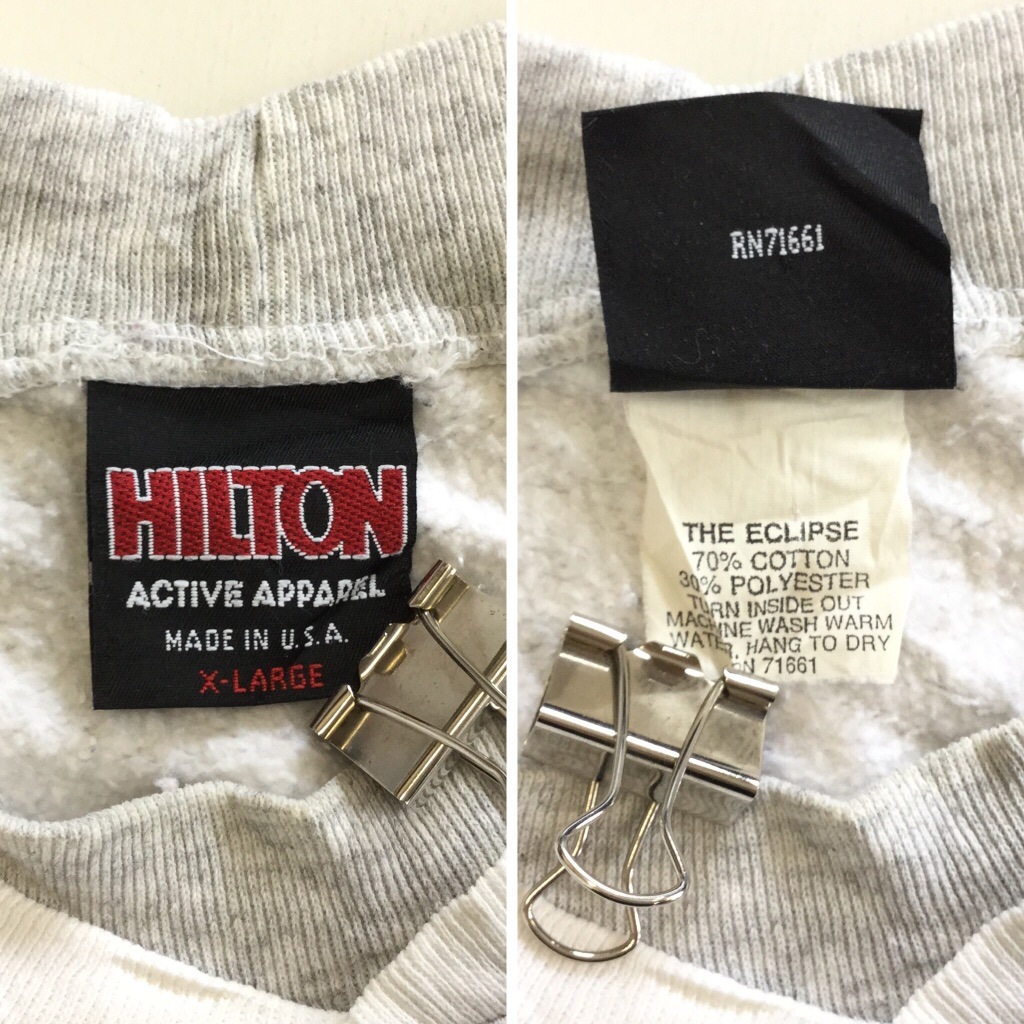 HILTON
ACTIVE APPAREL
MADE IN U.S.A.
X-LARGE
RN71661
THE ECLIPSE
70% COTTON
30% POLYESTER
TURN INSIDE OUT
MACHINE WASH WARM
WATER. HANG TO DRY
RN 71661